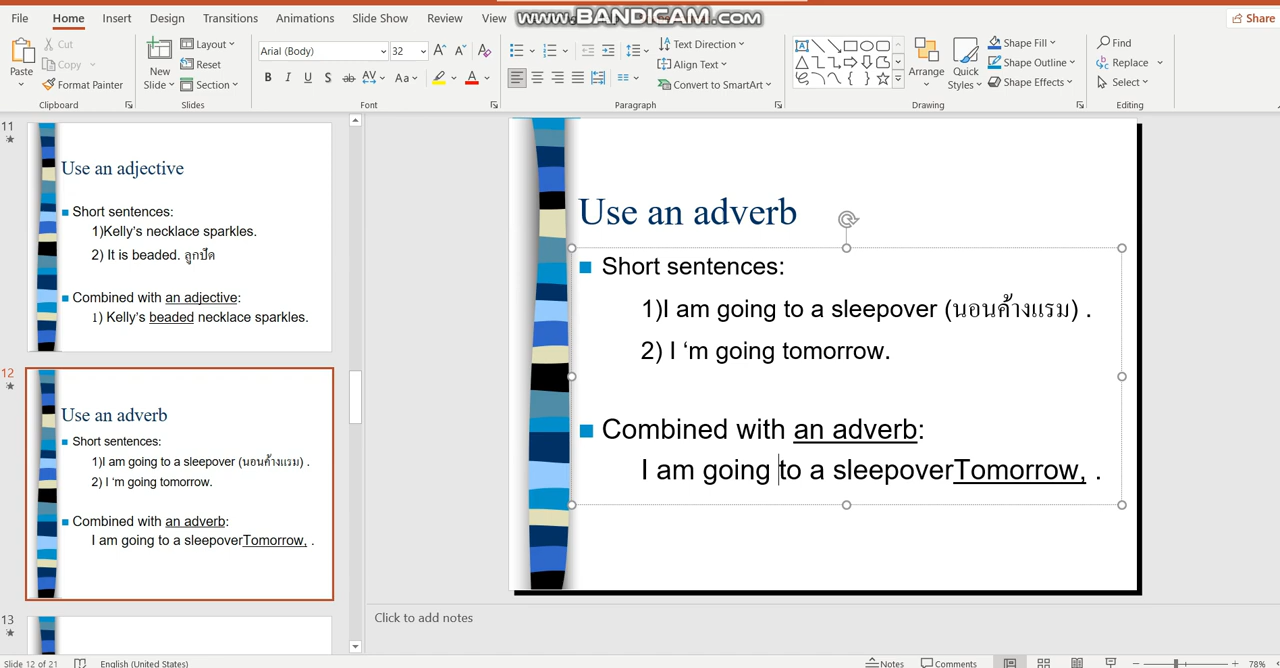 www.BANDICAM.com
File Home Insert Design Transitions Animations Slide Show Review View Share
Paste
Cut
Copy
Format Painter
Clipboard
New Slide
Layout
Reset
Section
Slides
Arial (Body) 32
B I U S ab AV Aa A
Font
Text Direction
Align Text
Convert to SmartArt
Paragraph
Arrange
Quick Styles
Shape Fill
Shape Outline
Shape Effects
Drawing
Find
Replace
Select
Editing
11
Use an adjective
Short sentences:
1)Kelly's necklace sparkles.
2) It is beaded. ลูกปัด
Combined with an adjective:
1) Kelly's beaded necklace sparkles.
12
Use an adverb
Short sentences:
1)I am going to a sleepover (นอนค้างแรม) .
2) I 'm going tomorrow.
Combined with an adverb:
I am going to a sleepoverTomorrow, .
13
Use an adverb
Short sentences:
1)I am going to a sleepover (นอนค้างแรม) .
2) I ‘m going tomorrow.
Combined with an adverb:
I am going to a sleepoverTomorrow, .
Click to add notes
Slide 12 of 21 English (United States) Notes Comments 78%